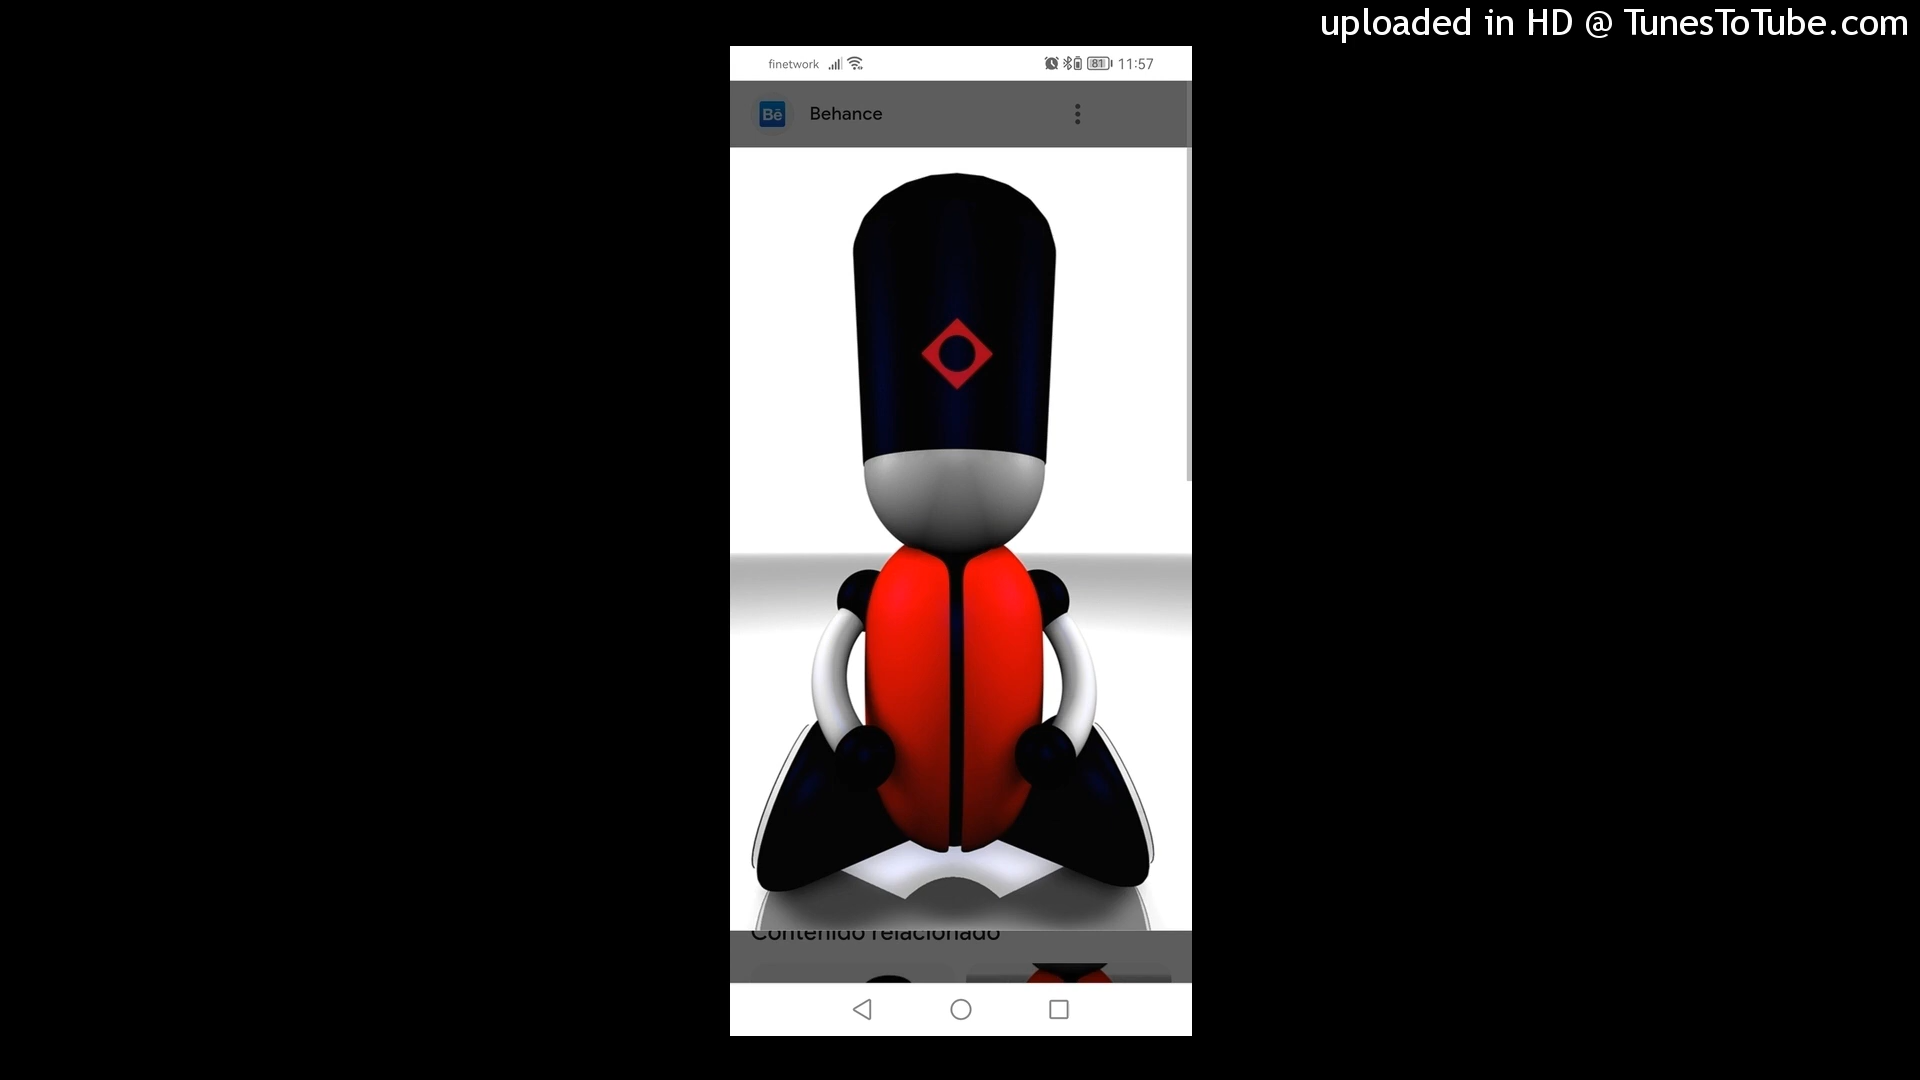 uploaded in HD @ TunesToTube.com
finetwork 81 11:57
Bē Behance
Contenido relacionado